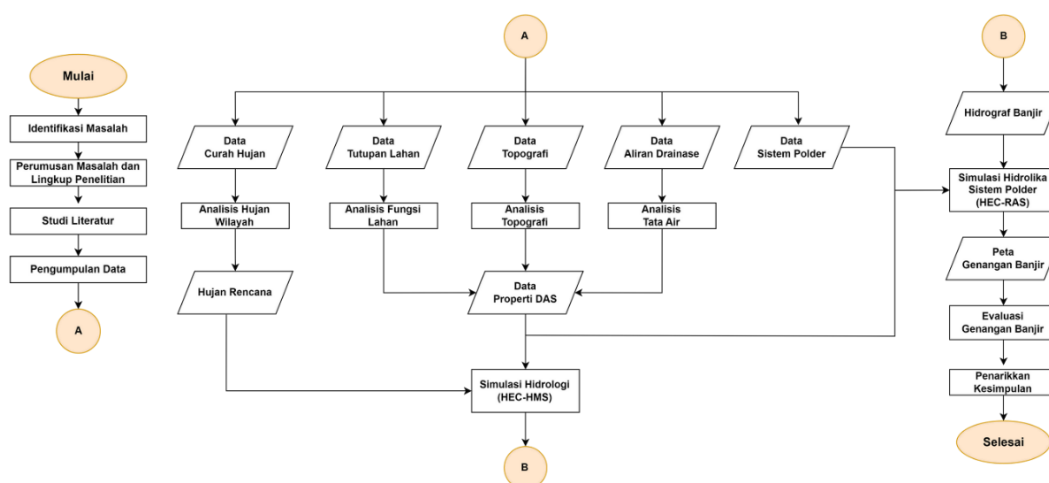 Mulai
Identifikasi Masalah
Perumusan Masalah dan
Lingkup Penelitian
Studi Literatur
Pengumpulan Data
A
A
Data
Curah Hujan
Data
Tutupan Lahan
Data
Topografi
Data
Aliran Drainase
Data
Sistem Polder
Analisis Hujan
Wilayah
Analisis Fungsi
Lahan
Analisis
Topografi
Analisis
Tata Air
Hujan Rencana
Data
Properti DAS
Simulasi Hidrologi
(HEC-HMS)
B
B
Hidrograf Banjir
Simulasi Hidrolika
Sistem Polder
(HEC-RAS)
Peta
Genangan Banjir
Evaluasi
Genangan Banjir
Penarikkan
Kesimpulan
Selesai